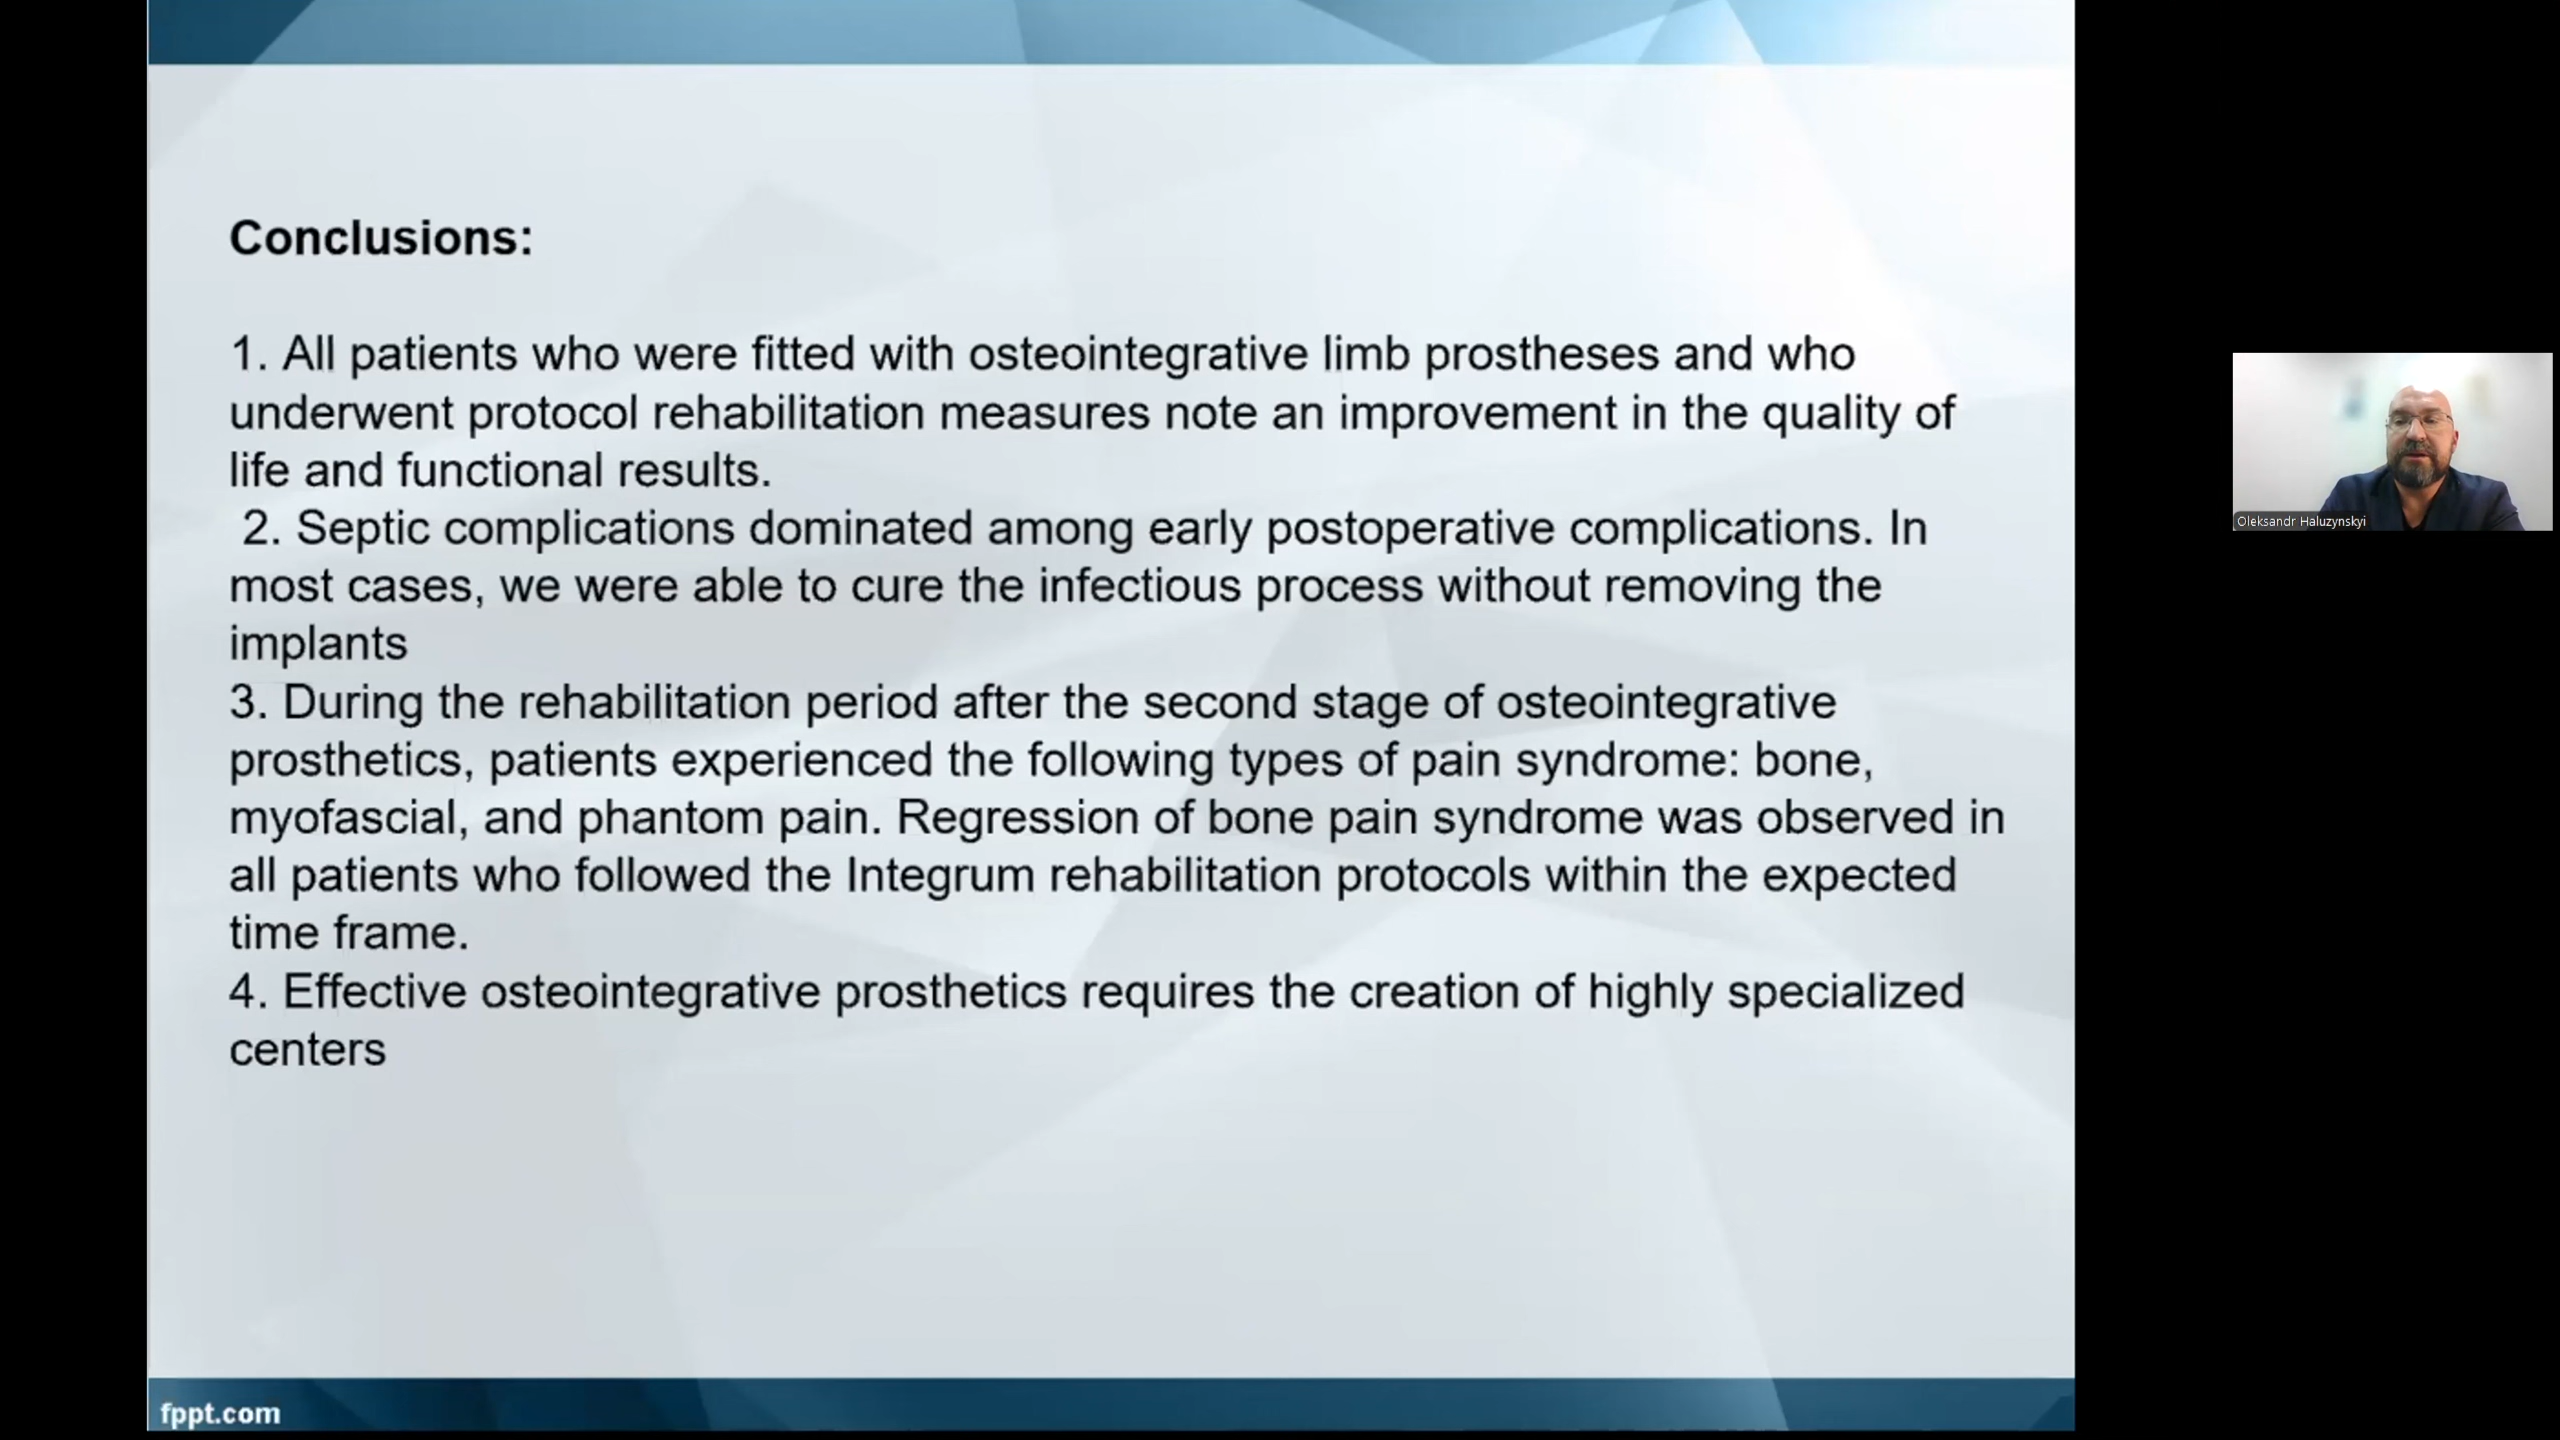 Conclusions:
1. All patients who were fitted with osteointegrative limb prostheses and who
underwent protocol rehabilitation measures note an improvement in the quality of
life and functional results.
2. Septic complications dominated among early postoperative complications. In
most cases, we were able to cure the infectious process without removing the
implants
3. During the rehabilitation period after the second stage of osteointegrative
prosthetics, patients experienced the following types of pain syndrome: bone,
myofascial, and phantom pain. Regression of bone pain syndrome was observed in
all patients who followed the Integrum rehabilitation protocols within the expected
time frame.
4. Effective osteointegrative prosthetics requires the creation of highly specialized
centers
fppt.com
Oleksandr Haluzynskyi